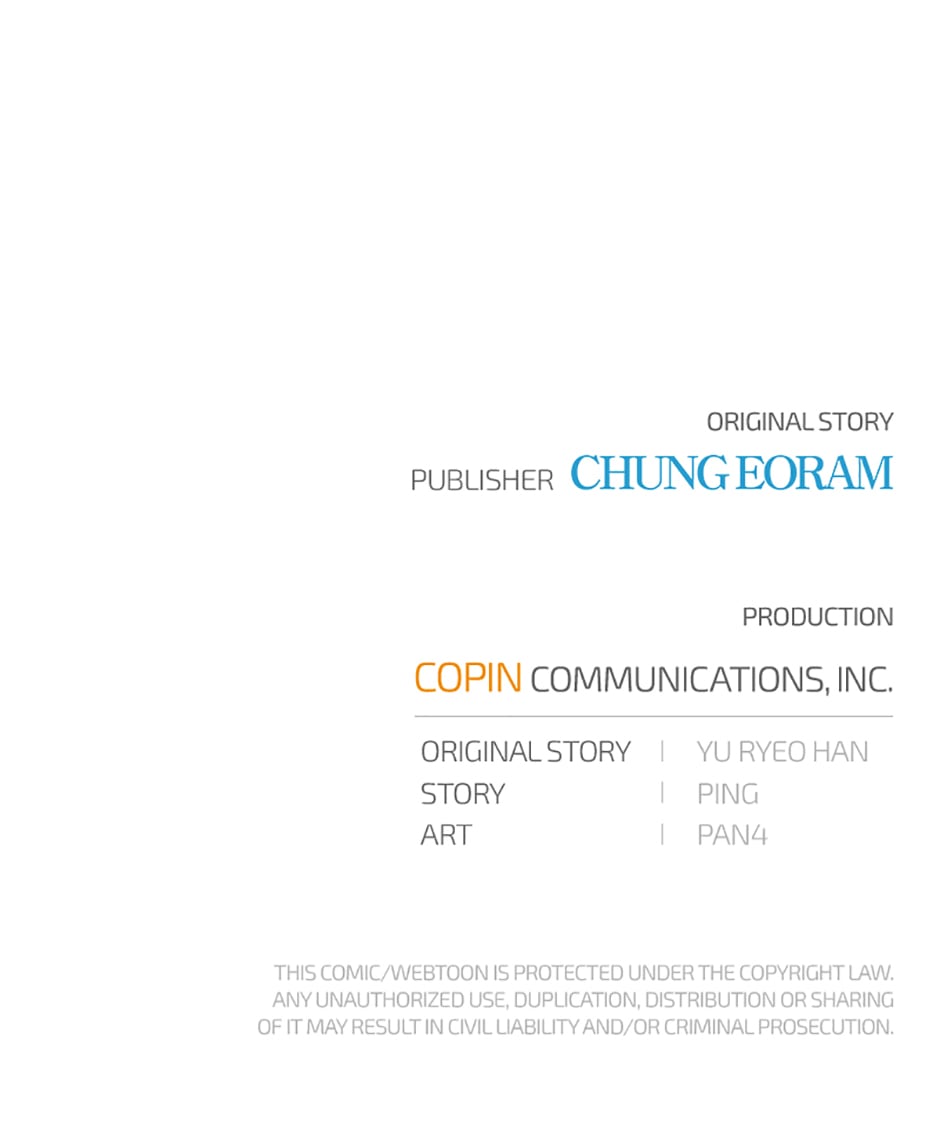 ORIGINAL STORY
PUBLISHER CHUNG EORAM
PRODUCTION
COPIN COMMUNICATIONS, INC.
ORIGINAL STORY | YU RYEO HAN
STORY | PING
ART | PAN4
THIS COMIC/WEBTOON IS PROTECTED UNDER THE COPYRIGHT LAW.
ANY UNAUTHORIZED USE, DUPLICATION, DISTRIBUTION OR SHARING
OF IT MAY RESULT IN CIVIL LIABILITY AND/OR CRIMINAL PROSECUTION.